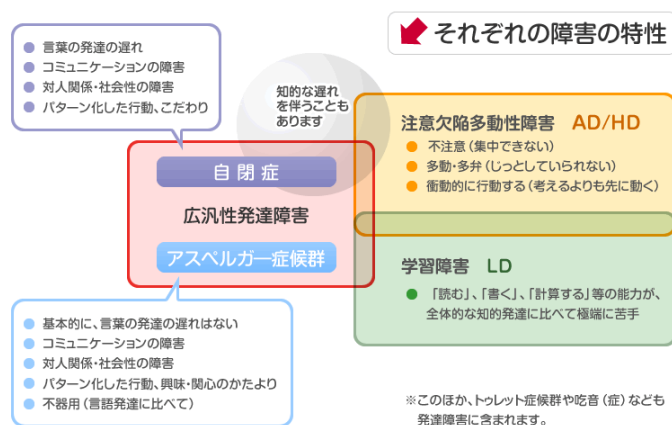 それぞれの障害の特性
言葉の発達の遅れ
コミュニケーションの障害
対人関係・社会性の障害
パターン化した行動、こだわり
知的な遅れ
を伴うことも
あります
自閉症
広汎性発達障害
アスペルガー症候群
基本的に、言葉の発達の遅れはない
コミュニケーションの障害
対人関係・社会性の障害
パターン化した行動、興味・関心のかたより
不器用(言語発達に比べて)
注意欠陥多動性障害 AD/HD
不注意(集中できない)
多動・多弁(じっとしていられない)
衝動的に行動する(考えるよりも先に動く)
学習障害 LD
「読む」、「書く」、「計算する」等の能力が、
全体的な知的発達に比べて極端に苦手
※このほか、トゥレット症候群や吃音(症)なども
発達障害に含まれます。